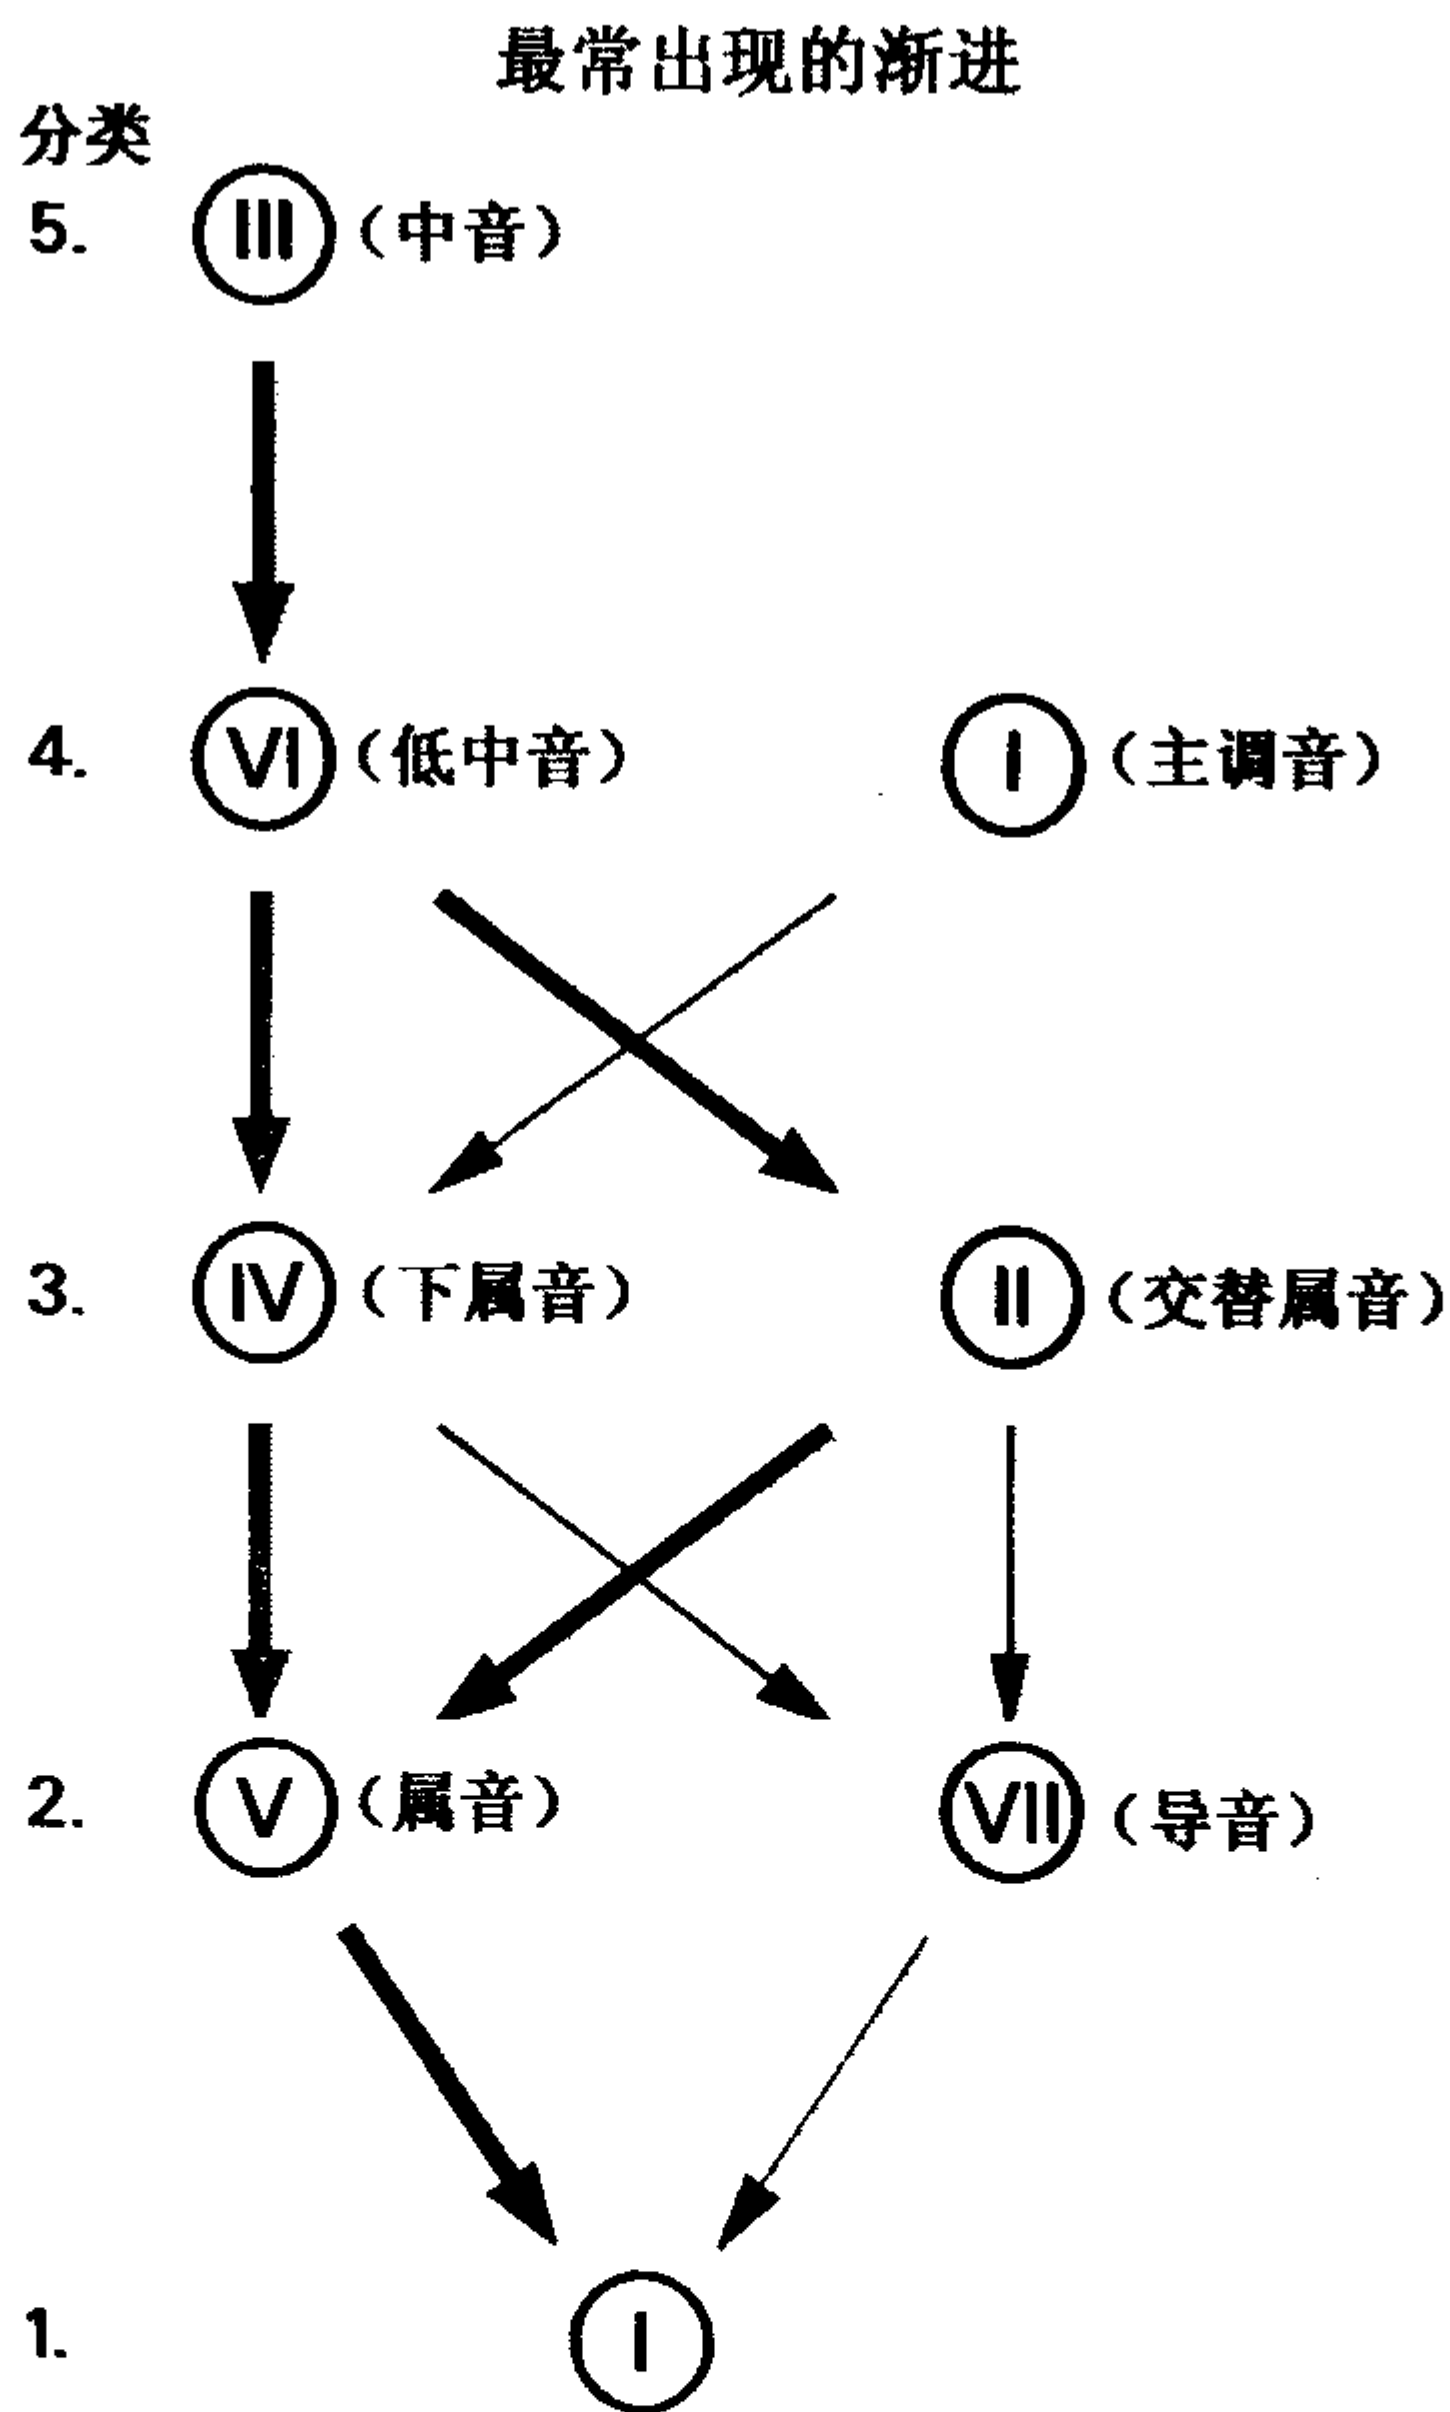 最常出现的渐进
分类
5. III（中音）
4. VI（低中音） I（主调音）
3. IV（下属音） II（交替属音）
2. V（属音） VII（导音）
1. I